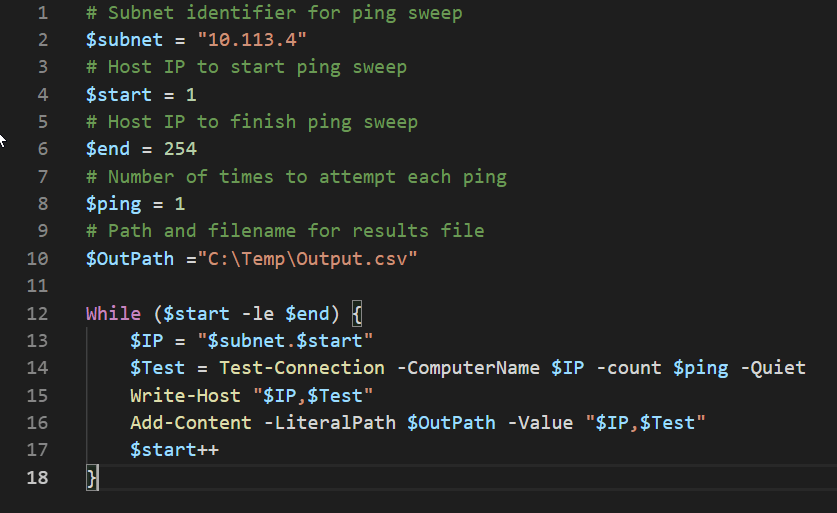 1 # Subnet identifier for ping sweep
2 $subnet = "10.113.4"
3 # Host IP to start ping sweep
4 $start = 1
5 # Host IP to finish ping sweep
6 $end = 254
7 # Number of times to attempt each ping
8 $ping = 1
9 # Path and filename for results file
10 $OutPath ="C:\Temp\Output.csv"
11
12 While ($start -le $end) {
13     $IP = "$subnet.$start"
14     $Test = Test-Connection -ComputerName $IP -count $ping -Quiet
15     Write-Host "$IP,$Test"
16     Add-Content -LiteralPath $OutPath -Value "$IP,$Test"
17     $start++
18 }